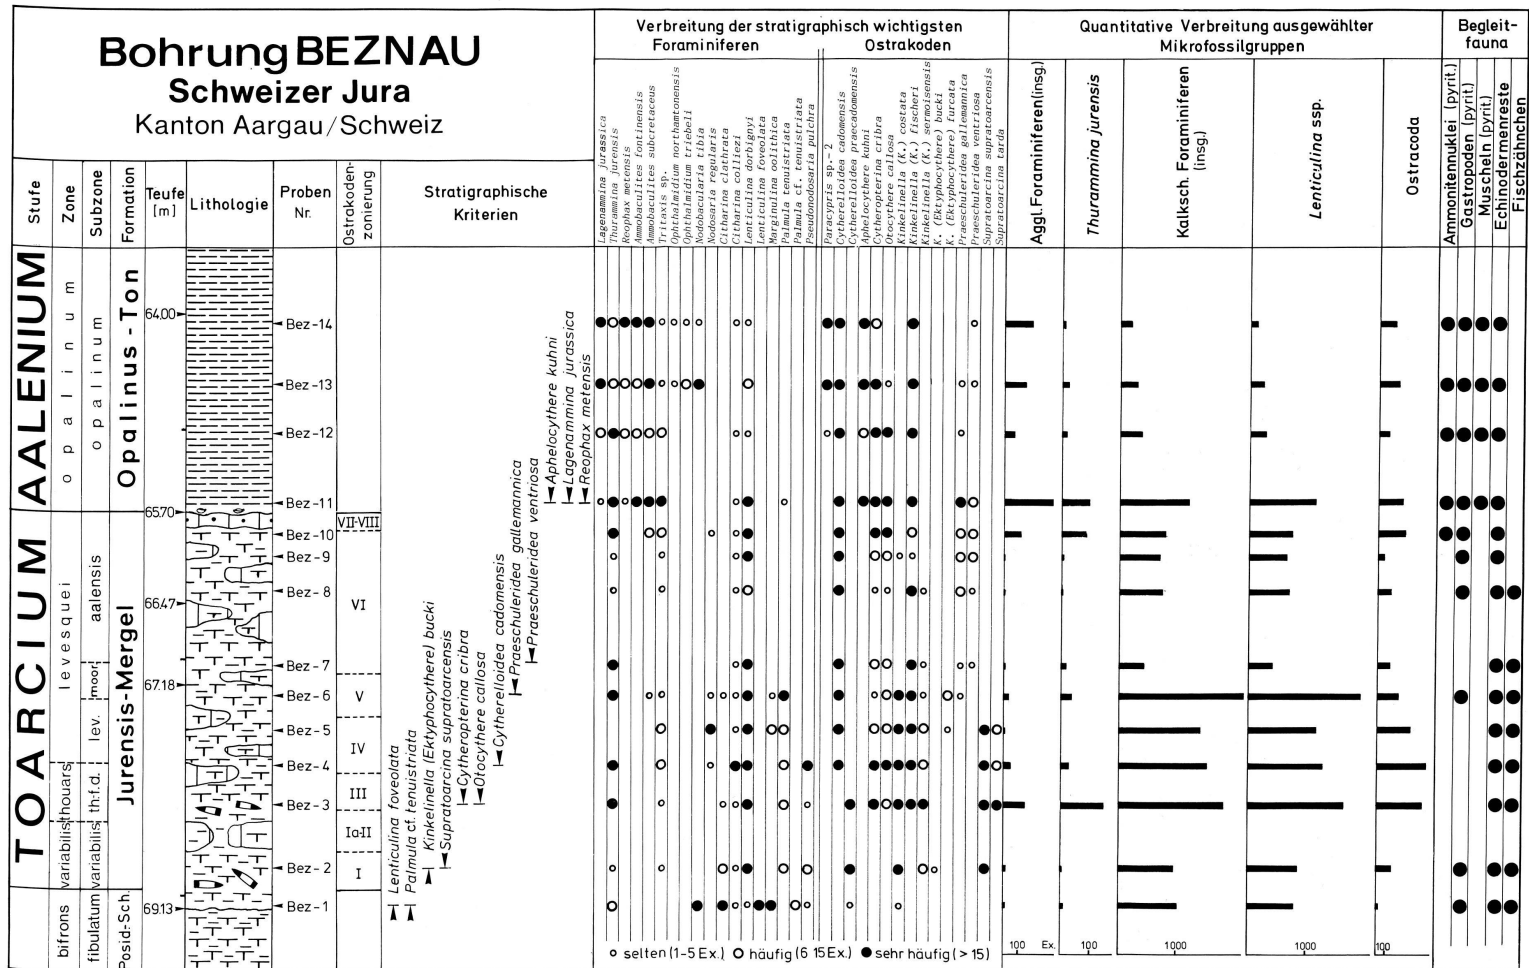 Bohrung BEZNAU
Schweizer Jura
Kanton Aargau/Schweiz
Verbreitung der stratigraphisch wichtigsten
Foraminiferen
Ostrakoden
Quantitative Verbreitung ausgewählter
Mikrofossilgruppen
Begleit-
fauna
Stufe
Zone
Subzone
Formation
Teufe
[m]
Lithologie
Proben
Nr.
Ostrakoden-
zonierung
Stratigraphische
Kriterien
Lagenammina jurassica
Thurammina jurensis
Reophax metensis
Ammobaculites fontinensis
Ammobaculites subcretaceus
Tritaxis sp.
Ophthalmidium northamtonensis
Ophthalmidium triebeli
Nodobacularia tibia
Nodosaria regularis
Citharina clathrata
Citharina colliezi
Lenticulina dorbignyi
Lenticulina foveolata
Marginulina oolithica
Palmula tenuistriata
Palmula cf. tenuistriata
Pseudonodosaria pulchra
Paracypris sp.-2
Cytherelloidea cadomensis
Cytherelloidea praecadomensis
Aphelocythere kuhni
Cytheropterina cribra
Otocythere callosa
Kinkelinella (K.) costata
Kinkelinella (K.) fischeri
Kinkelinella (K.) sermoisensis
K. (Ektyphocythere) bucki
K. (Ektyphocythere) furcata
Praeschuleridea gallemannica
Praeschuleridea ventriosa
Supratoarcina supratoarcensis
Supratoarcina tarda
Aggl. Foraminiferen(insg.)
Thurammina jurensis
Kalksch. Foraminiferen
(insg.)
Lenticulina ssp.
Ostracoda
Ammonitennuklei (pyrit.)
Gastropoden (pyrit.)
Muscheln (pyrit.)
Echinodermenreste
Fischzähnchen
AALENIUM
opalinum
opalinum
Opalinus-Ton
TOARCIUM
levesquei
aalensis
moor.
lev.
thouars.
th:f.d.
variabilis
variabilis
bifrons
fibulatum
Jurensis-Mergel
Posid-Sch.
64.00
65.70
66.47
67.18
69.13
Bez-14
Bez-13
Bez-12
Bez-11
Bez-10
Bez-9
Bez-8
Bez-7
Bez-6
Bez-5
Bez-4
Bez-3
Bez-2
Bez-1
VII-VIII
VI
V
IV
III
Ia-II
I
Lenticulina foveolata
Palmula cf. tenuistriata
Kinkelinella (Ektyphocythere) bucki
Supratoarcina supratoarcensis
Cytheropterina cribra
Otocythere callosa
Cytherelloidea cadomensis
Praeschuleridea gallemannica
Praeschuleridea ventriosa
Aphelocythere kuhni
Lagenammina jurassica
Reophax metensis
selten (1-5 Ex.) häufig (6 15 Ex.) sehr häufig (>15)
100 Ex.
100
1000
1000
100